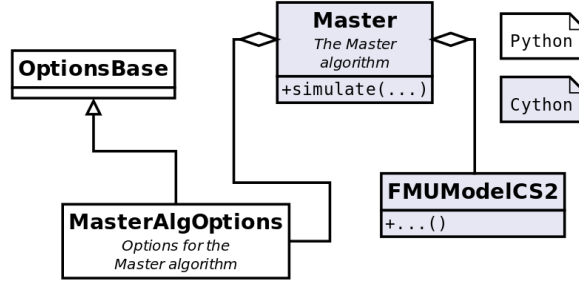 Master
The Master
algorithm
+simulate(...)
Python
Cython
OptionsBase
MasterAlgOptions
Options for the
Master algorithm
FMUModelCS2
+...()